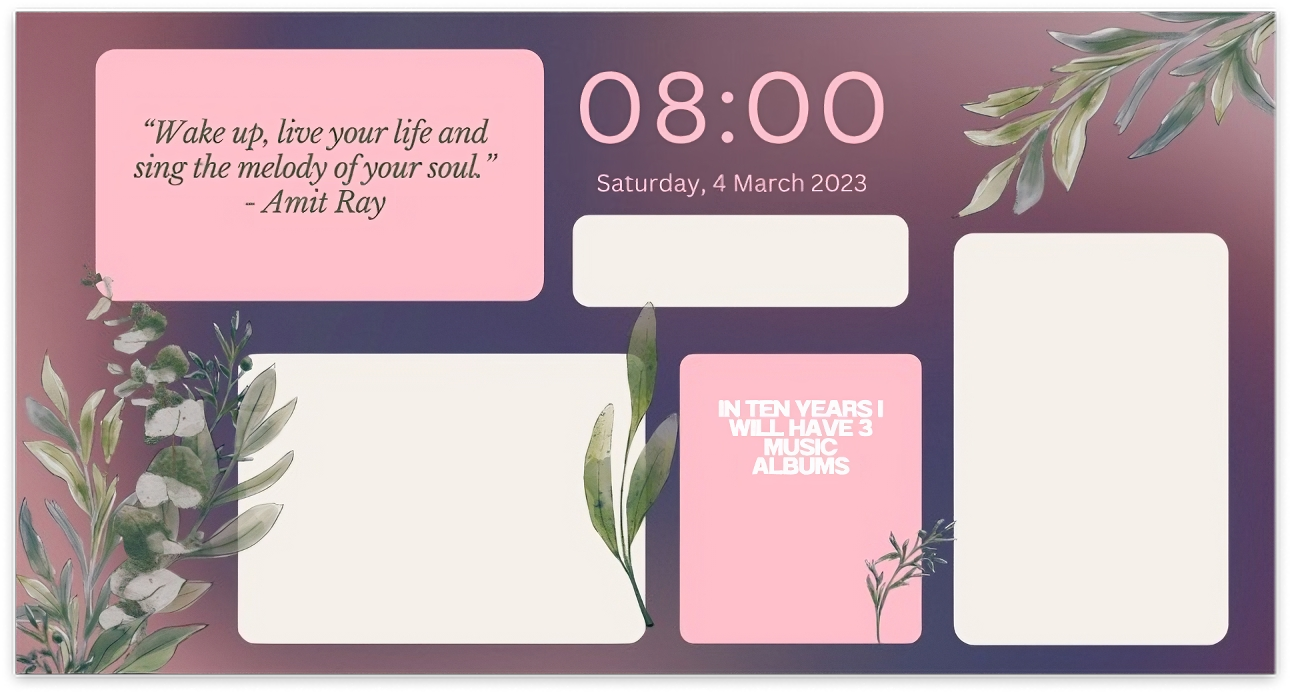 “Wake up, live your life and
sing the melody of your soul.”
- Amit Ray
08:00
Saturday, 4 March 2023
IN TEN YEARS I
WILL HAVE 3
MUSIC
ALBUMS